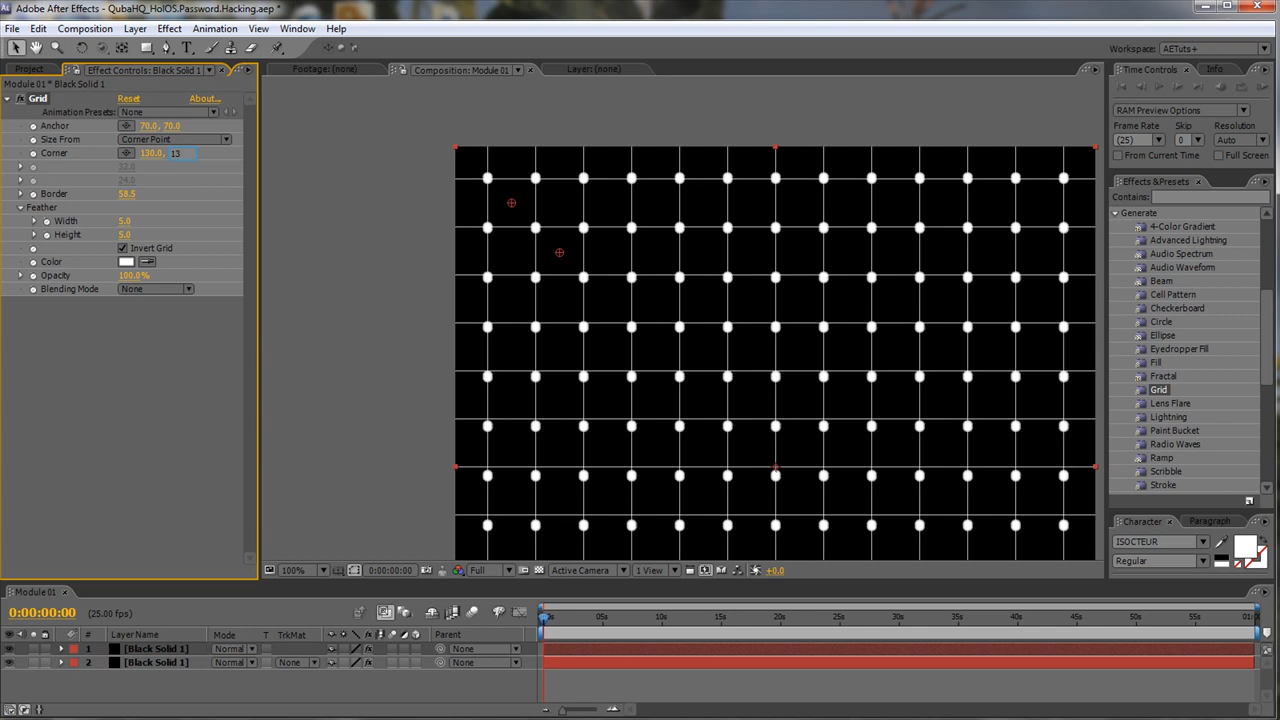 Adobe After Effects - QubaHQ_HolOS.Password.Hacking.aep *
File Edit Composition Layer Effect Animation View Window Help
Workspace: AETuts+
Project Effect Controls: Black Solid 1
Module 01 * Black Solid 1
fx Grid Reset About...
Animation Presets: None
Anchor 70.0, 70.0
Size From Corner Point
Corner 130.0, 13
32.0
24.0
Border 58.5
Feather
Width 5.0
Height 5.0
Invert Grid
Color
Opacity 100.0%
Blending Mode None
Footage: (none) Composition: Module 01 Layer: (none)
100% 0:00:00:00 Full Active Camera 1 View +0.0
Time Controls Info
RAM Preview Options
Frame Rate Skip Resolution
(25) 0 Auto
From Current Time Full Screen
Effects & Presets
Contains:
Generate
4-Color Gradient
Advanced Lightning
Audio Spectrum
Audio Waveform
Beam
Cell Pattern
Checkerboard
Circle
Ellipse
Eyedropper Fill
Fill
Fractal
Grid
Lens Flare
Lightning
Paint Bucket
Radio Waves
Ramp
Scribble
Stroke
Character Paragraph
ISOCTEUR
Regular
Module 01
0:00:00:00 (25.00 fps)
# Layer Name Mode T TrkMat Parent
05s 10s 15s 20s 25s 30s 35s 40s 45s 50s 55s
1 [Black Solid 1] Normal None
2 [Black Solid 1] Normal None None